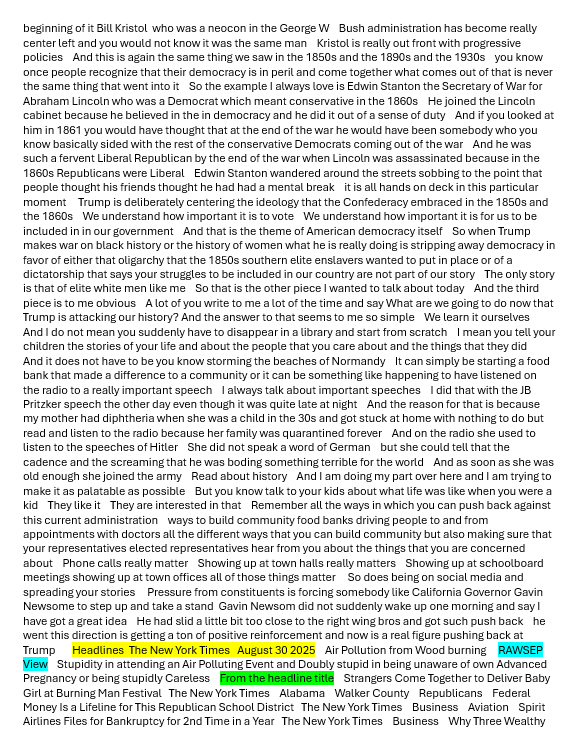 beginning of it Bill Kristol  who was a neocon in the George W   Bush administration has become really
center left and you would not know it was the same man   Kristol is really out front with progressive
policies   And this is again the same thing we saw in the 1850s and the 1890s and the 1930s   you know
once people recognize that their democracy is in peril and come together what comes out of that is never
the same thing that went into it   So the example I always love is Edwin Stanton the Secretary of War for
Abraham Lincoln who was a Democrat which meant conservative in the 1860s   He joined the Lincoln
cabinet because he believed in the in democracy and he did it out of a sense of duty   And if you looked at
him in 1861 you would have thought that at the end of the war he would have been somebody who you
know basically sided with the rest of the conservative Democrats coming out of the war   And he was
such a fervent Liberal Republican by the end of the war when Lincoln was assassinated because in the
1860s Republicans were Liberal   Edwin Stanton wandered around the streets sobbing to the point that
people thought his friends thought he had had a mental break   it is all hands on deck in this particular
moment   Trump is deliberately centering the ideology that the Confederacy embraced in the 1850s and
the 1860s   We understand how important it is to vote   We understand how important it is for us to be
included in in our government   And that is the theme of American democracy itself   So when Trump
makes war on black history or the history of women what he is really doing is stripping away democracy in
favor of either that oligarchy that the 1850s southern elite enslavers wanted to put in place or of a
dictatorship that says your struggles to be included in our country are not part of our story   The only story
is that of elite white men like me   So that is the other piece I wanted to talk about today   And the third
piece is to me obvious   A lot of you write to me a lot of the time and say What are we going to do now that
Trump is attacking our history? And the answer to that seems to me so simple   We learn it ourselves
And I do not mean you suddenly have to disappear in a library and start from scratch   I mean you tell your
children the stories of your life and about the people that you care about and the things that they did
And it does not have to be you know storming the beaches of Normandy   It can simply be starting a food
bank that made a difference to a community or it can be something like happening to have listened on
the radio to a really important speech   I always talk about important speeches   I did that with the JB
Pritzker speech the other day even though it was quite late at night   And the reason for that is because
my mother had diphtheria when she was a child in the 30s and got stuck at home with nothing to do but
read and listen to the radio because her family was quarantined forever   And on the radio she used to
listen to the speeches of Hitler   She did not speak a word of German   but she could tell that the
cadence and the screaming that he was boding something terrible for the world   And as soon as she was
old enough she joined the army   Read about history   And I am doing my part over here and I am trying to
make it as palatable as possible   But you know talk to your kids about what life was like when you were a
kid   They like it   They are interested in that   Remember all the ways in which you can push back against
this current administration   ways to build community food banks driving people to and from
appointments with doctors all the different ways that you can build community but also making sure that
your representatives elected representatives hear from you about the things that you are concerned
about   Phone calls really matter   Showing up at town halls really matters   Showing up at schoolboard
meetings showing up at town offices all of those things matter    So does being on social media and
spreading your stories    Pressure from constituents is forcing somebody like California Governor Gavin
Newsome to step up and take a stand  Gavin Newsom did not suddenly wake up one morning and say I
have got a great idea   He had slid a little bit too close to the right wing bros and got such push back   he
went this direction is getting a ton of positive reinforcement and now is a real figure pushing back at
Trump     Headlines  The New York Times   August 30 2025   Air Pollution from Wood burning   RAWSEP
View   Stupidity in attending an Air Polluting Event and Doubly stupid in being unaware of own Advanced
Pregnancy or being stupidly Careless   From the headline title   Strangers Come Together to Deliver Baby
Girl at Burning Man Festival   The New York Times   Alabama   Walker County   Republicans   Federal
Money Is a Lifeline for This Republican School District   The New York Times   Business   Aviation   Spirit
Airlines Files for Bankruptcy for 2nd Time in a Year   The New York Times   Business   Why Three Wealthy